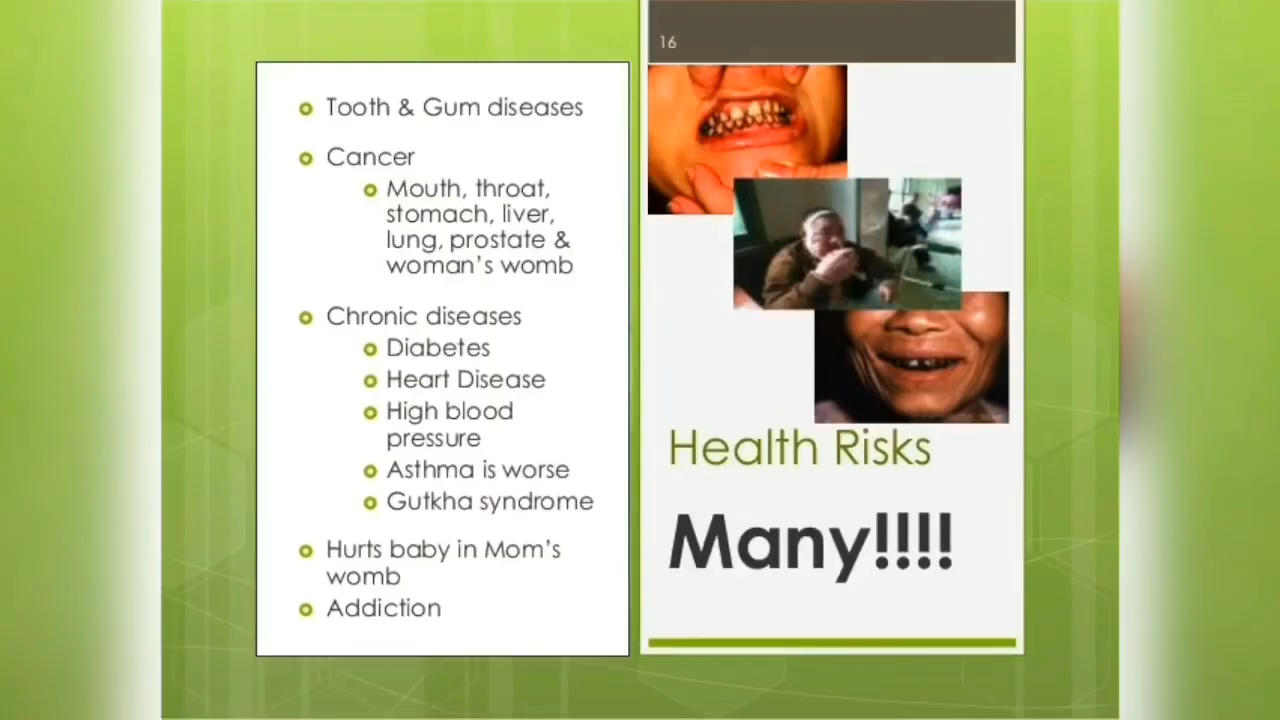 Tooth & Gum diseases
Cancer
Mouth, throat,
stomach, liver,
lung, prostate &
woman's womb
Chronic diseases
Diabetes
Heart Disease
High blood
pressure
Asthma is worse
Gutkha syndrome
Hurts baby in Mom's
womb
Addiction
16
Health Risks
Many!!!!